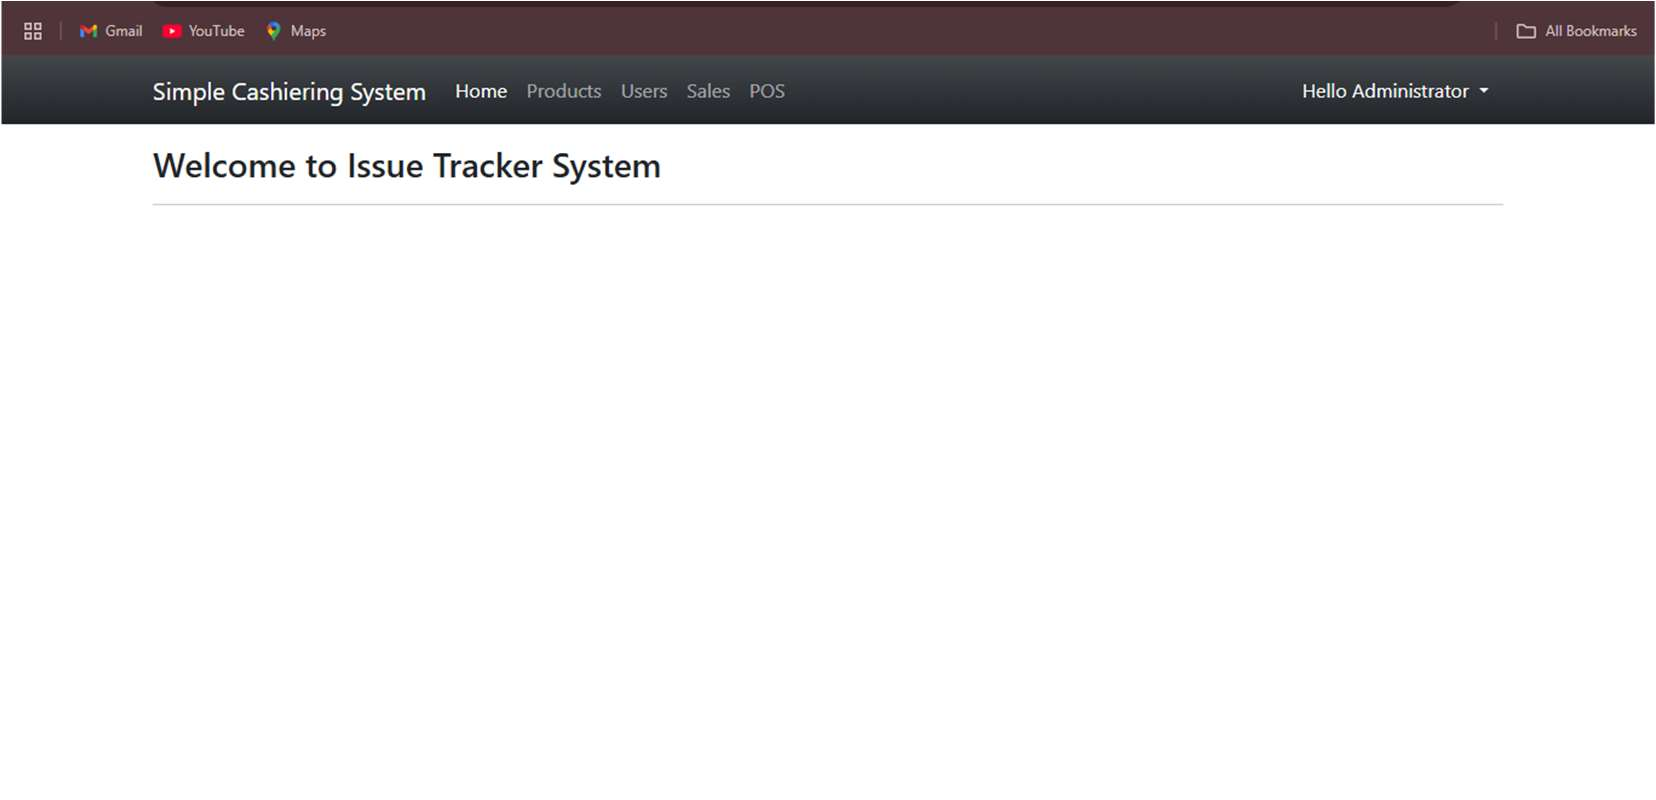 Gmail YouTube Maps All Bookmarks
Simple Cashiering System Home Products Users Sales POS Hello Administrator
Welcome to Issue Tracker System